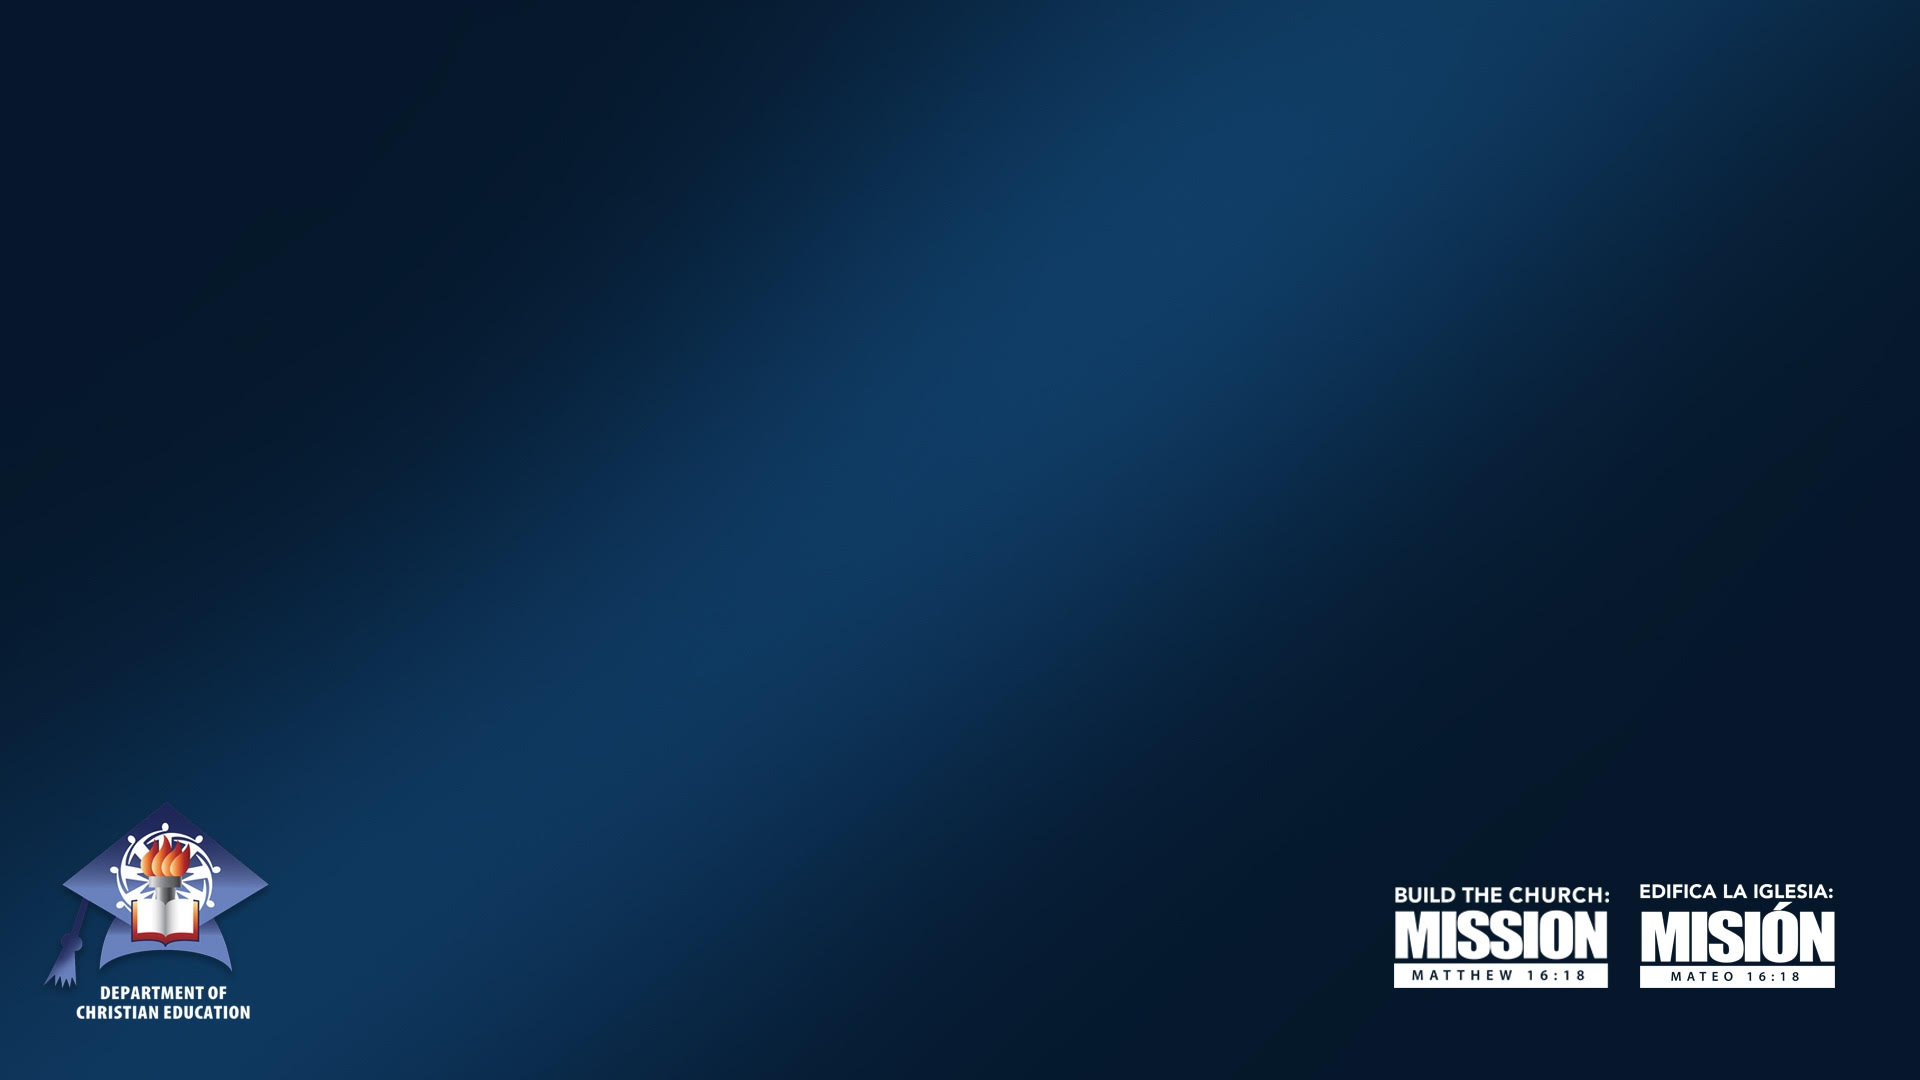 DEPARTMENT OF
CHRISTIAN EDUCATION
BUILD THE CHURCH:
MISSION
MATTHEW 16:18
EDIFICA LA IGLESIA:
MISIÓN
MATEO 16:18